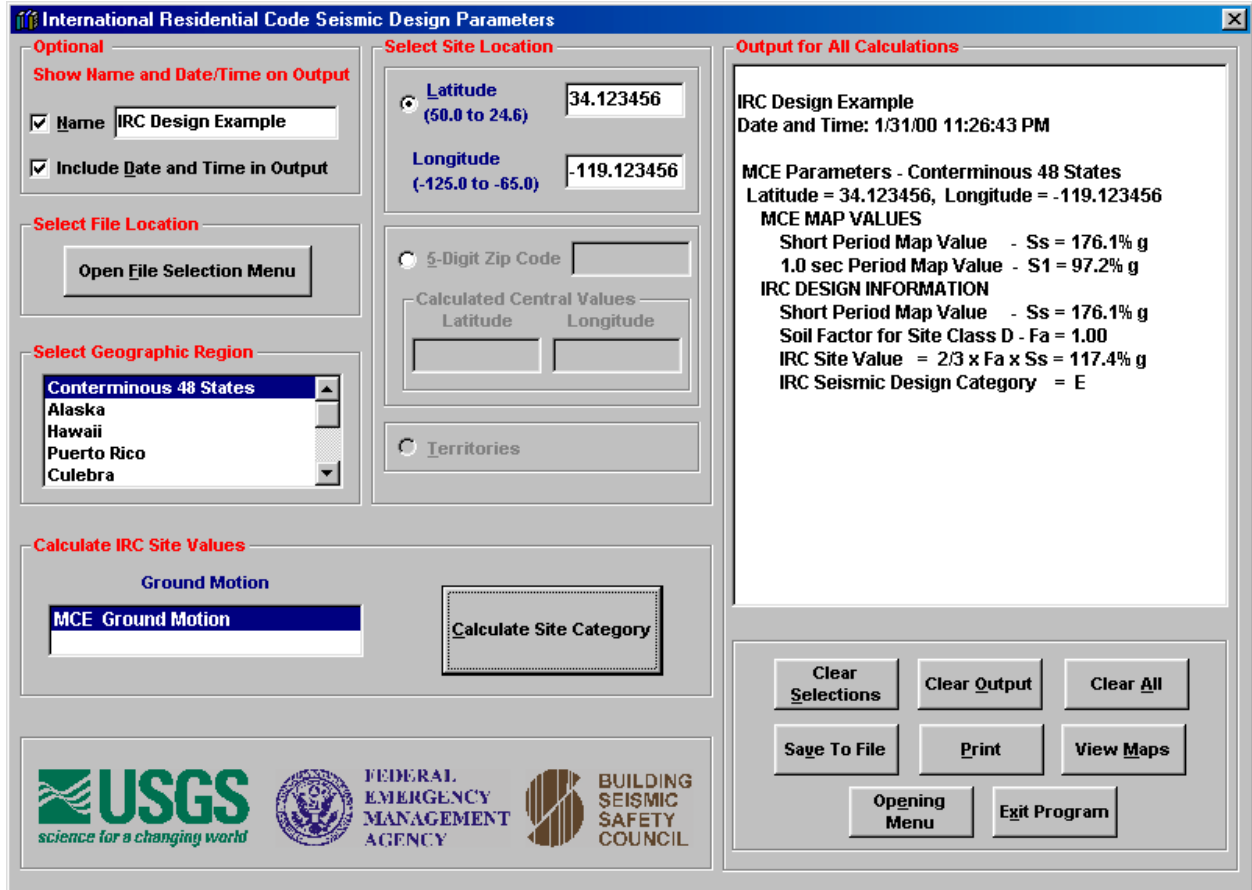 International Residential Code Seismic Design Parameters
Optional
Show Name and Date/Time on Output
Name IRC Design Example
Include Date and Time in Output
Select File Location
Open File Selection Menu
Select Geographic Region
Conterminous 48 States
Alaska
Hawaii
Puerto Rico
Culebra
Select Site Location
Latitude
(50.0 to 24.6)
34.123456
Longitude
(-125.0 to -65.0)
-119.123456
5-Digit Zip Code
Calculated Central Values
Latitude Longitude
Territories
Calculate IRC Site Values
Ground Motion
MCE Ground Motion
Calculate Site Category
USGS
science for a changing world
FEDERAL
EMERGENCY
MANAGEMENT
AGENCY
BUILDING
SEISMIC
SAFETY
COUNCIL
Output for All Calculations
IRC Design Example
Date and Time: 1/31/00 11:26:43 PM
MCE Parameters - Conterminous 48 States
Latitude = 34.123456, Longitude = -119.123456
MCE MAP VALUES
Short Period Map Value - Ss = 176.1% g
1.0 sec Period Map Value - S1 = 97.2% g
IRC DESIGN INFORMATION
Short Period Map Value - Ss = 176.1% g
Soil Factor for Site Class D - Fa = 1.00
IRC Site Value = 2/3 x Fa x Ss = 117.4% g
IRC Seismic Design Category = E
Clear
Selections
Clear Output
Clear All
Save To File
Print
View Maps
Opening
Menu
Exit Program